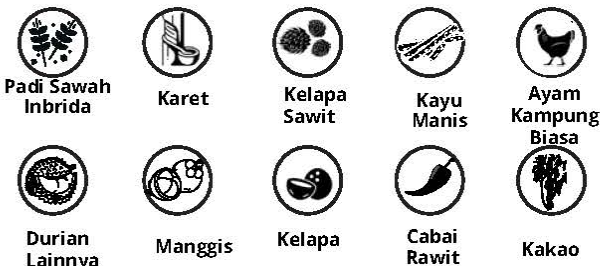 Padi Sawah
Inbrida
Karet
Kelapa
Sawit
Kayu
Manis
Ayam
Kampung
Biasa
Durian
Lainnya
Manggis
Kelapa
Cabai
Rawit
Kakao